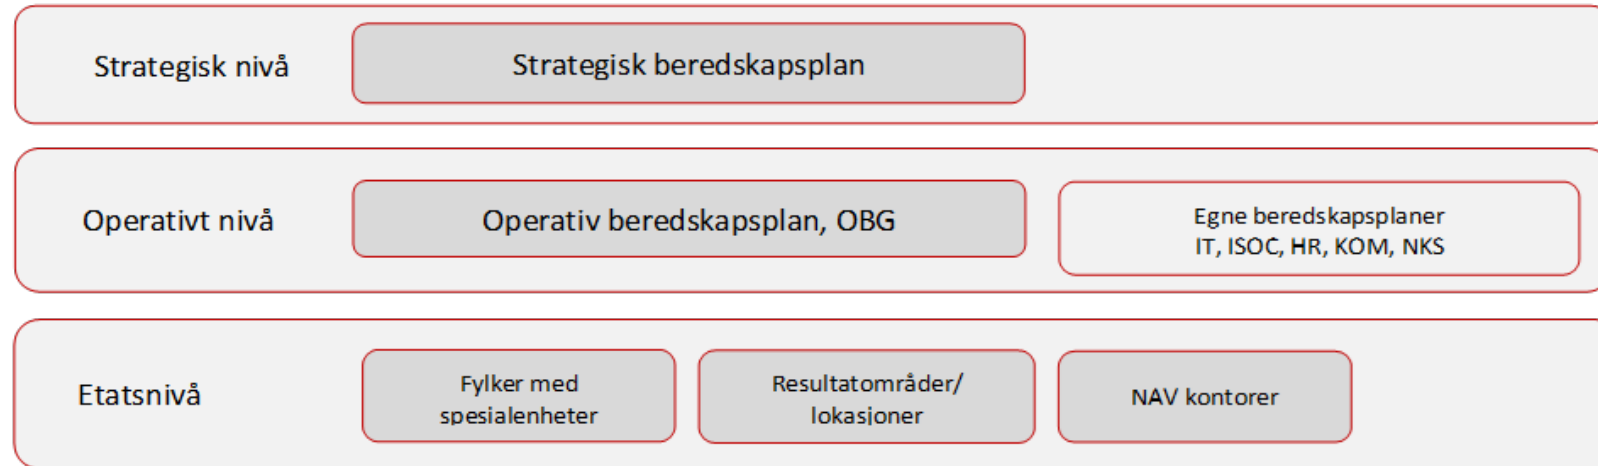 Strategisk nivå
Strategisk beredskapsplan
Operativt nivå
Operativ beredskapsplan, OBG
Egne beredskapsplaner
IT, ISOC, HR, KOM, NKS
Etatsnivå
Fylker med
spesialenheter
Resultatområder/
lokasjoner
NAV kontorer